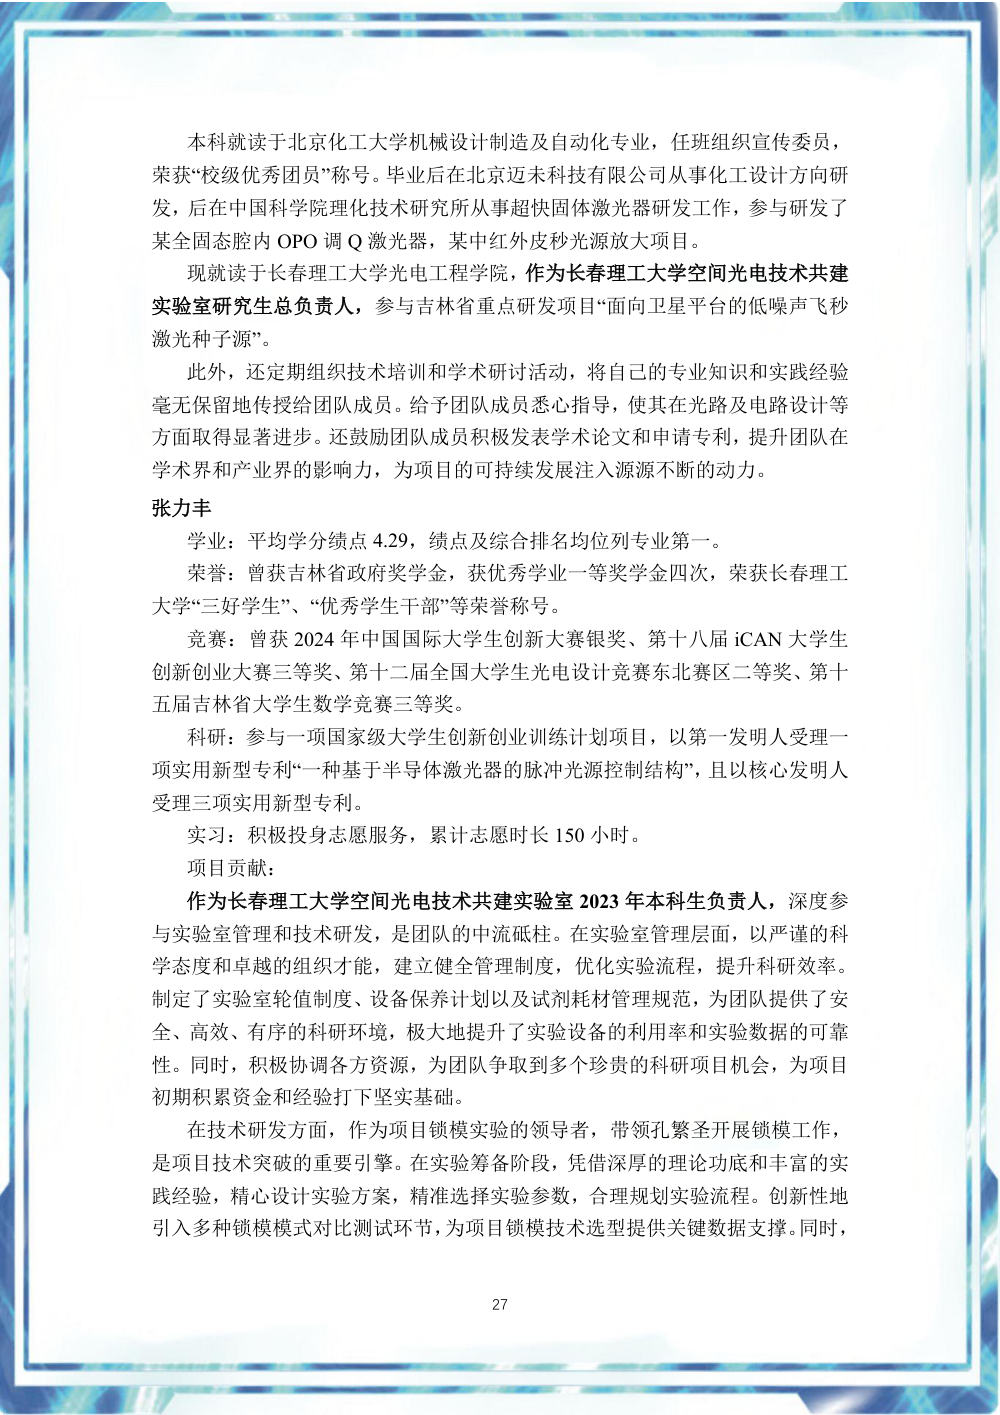 本科就读于北京化工大学机械设计制造及自动化专业，任班组织宣传委员，
荣获“校级优秀团员”称号。毕业后在北京迈未科技有限公司从事化工设计方向研
发，后在中国科学院理化技术研究所从事超快固体激光器研发工作，参与研发了
某全固态腔内 OPO 调 Q 激光器，某中红外皮秒光源放大项目。
现就读于长春理工大学光电工程学院，作为长春理工大学空间光电技术共建
实验室研究生总负责人，参与吉林省重点研发项目“面向卫星平台的低噪声飞秒
激光种子源”。
此外，还定期组织技术培训和学术研讨活动，将自己的专业知识和实践经验
毫无保留地传授给团队成员。给予团队成员悉心指导，使其在光路及电路设计等
方面取得显著进步。还鼓励团队成员积极发表学术论文和申请专利，提升团队在
学术界和产业界的影响力，为项目的可持续发展注入源源不断的动力。
张力丰
学业：平均学分绩点 4.29，绩点及综合排名均位列专业第一。
荣誉：曾获吉林省政府奖学金，获优秀学业一等奖学金四次，荣获长春理工
大学“三好学生”、“优秀学生干部”等荣誉称号。
竞赛：曾获 2024 年中国国际大学生创新大赛银奖、第十八届 iCAN 大学生
创新创业大赛三等奖、第十二届全国大学生光电设计竞赛东北赛区二等奖、第十
五届吉林省大学生数学竞赛三等奖。
科研：参与一项国家级大学生创新创业训练计划项目，以第一发明人受理一
项实用新型专利“一种基于半导体激光器的脉冲光源控制结构”，且以核心发明人
受理三项实用新型专利。
实习：积极投身志愿服务，累计志愿时长 150 小时。
项目贡献：
作为长春理工大学空间光电技术共建实验室 2023 年本科生负责人，深度参
与实验室管理和技术研发，是团队的中流砥柱。在实验室管理层面，以严谨的科
学态度和卓越的组织才能，建立健全管理制度，优化实验流程，提升科研效率。
制定了实验室轮值制度、设备保养计划以及试剂耗材管理规范，为团队提供了安
全、高效、有序的科研环境，极大地提升了实验设备的利用率和实验数据的可靠
性。同时，积极协调各方资源，为团队争取到多个珍贵的科研项目机会，为项目
初期积累资金和经验打下坚实基础。
在技术研发方面，作为项目锁模实验的领导者，带领孔繁圣开展锁模工作，
是项目技术突破的重要引擎。在实验筹备阶段，凭借深厚的理论功底和丰富的实
践经验，精心设计实验方案，精准选择实验参数，合理规划实验流程。创新性地
引入多种锁模模式对比测试环节，为项目锁模技术选型提供关键数据支撑。同时，
27